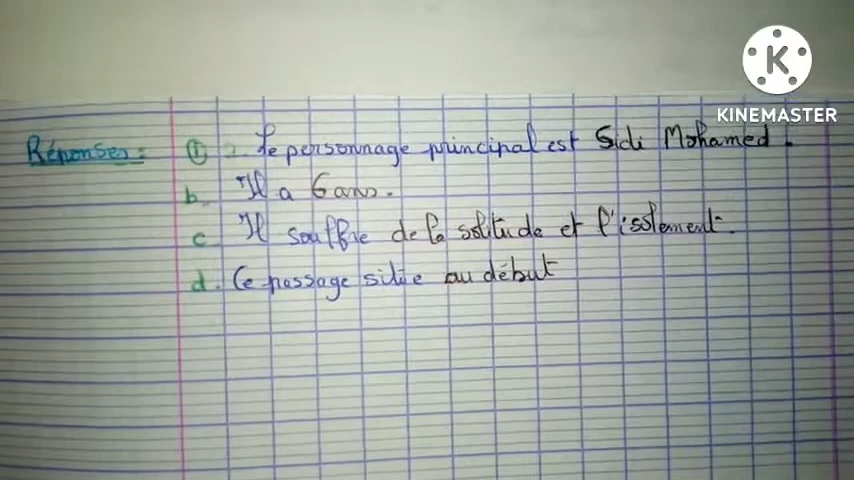 KINEMASTER
Réponses : ① a. Le personnage principal est Sidi Mohamed.
b. Il a 6 ans.
c. Il souffre de la solitude et l'isolement.
d. Ce passage sitùe au début